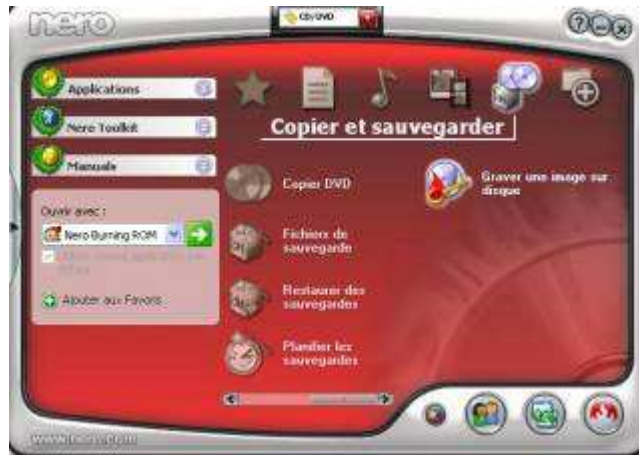 nero
CD/DVD
Applications
Nero Toolkit
Manuals
Copier et sauvegarder
Copier DVD
Graver une image sur
disque
Fichiers de
sauvegarde
Restaurer des
sauvegardes
Planifier les
sauvegardes
Ouvrir avec :
Nero Burning ROM
Ajouter aux Favoris
www.nero.com